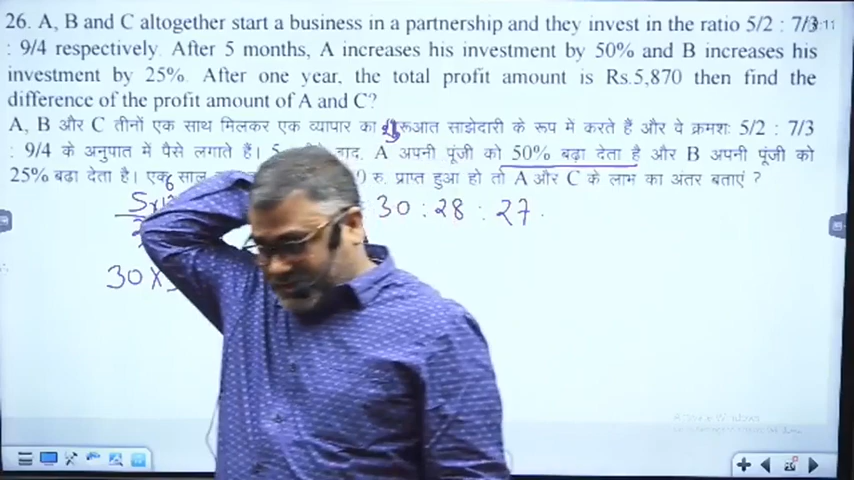 26. A, B and C altogether start a business in a partnership and they invest in the ratio 5/2 : 7/3
: 9/4 respectively. After 5 months, A increases his investment by 50% and B increases his
investment by 25%. After one year, the total profit amount is Rs.5,870 then find the
difference of the profit amount of A and C?
A, B और C तीनों एक साथ मिलकर एक व्यापार का शुरूआत साझेदारी के रूप में करते हैं और वे क्रमशः 5/2 : 7/3
: 9/4 के अनुपात में पैसे लगाते हैं। बाद, A अपनी पूंजी को 50% बढ़ा देता है और B अपनी पूंजी को
25% बढ़ा देता है। एक साल रु. प्राप्त हुआ हो तो A और C के लाभ का अंतर बताएं ?
30 : 28 : 27
30 X